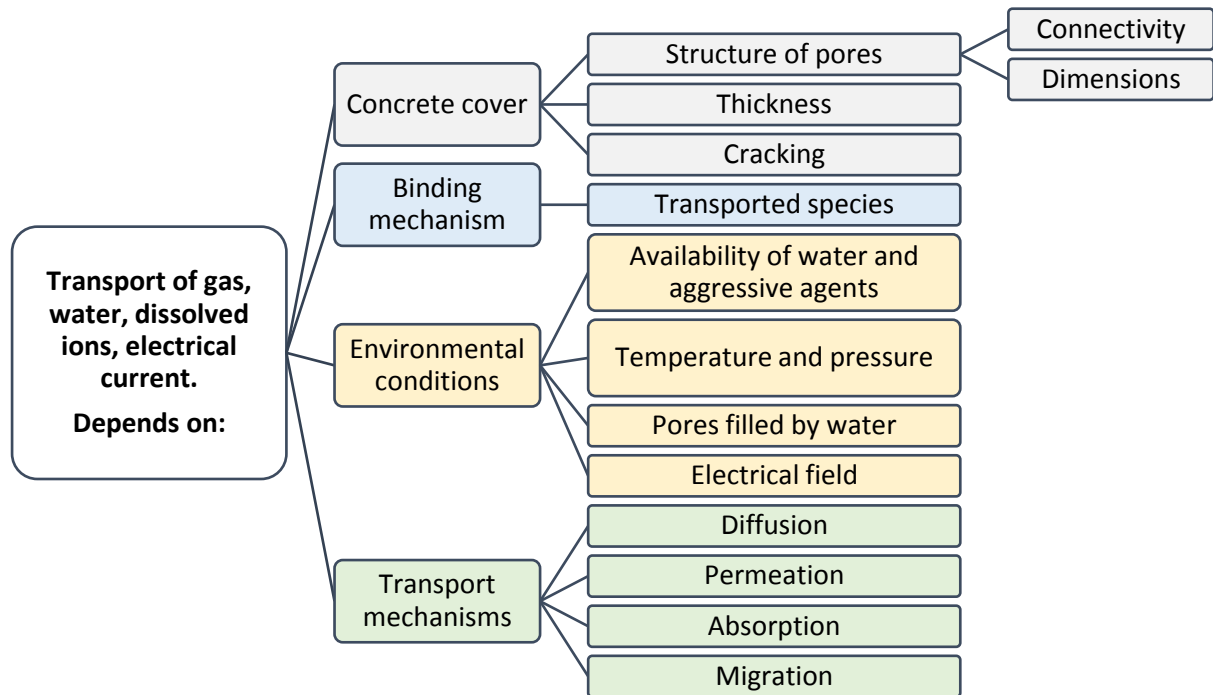 Transport of gas,
water, dissolved
ions, electrical
current.
Depends on:
Concrete cover
Structure of pores
Connectivity
Dimensions
Thickness
Cracking
Binding
mechanism
Transported species
Environmental
conditions
Availability of water and
aggressive agents
Temperature and pressure
Pores filled by water
Electrical field
Transport
mechanisms
Diffusion
Permeation
Absorption
Migration